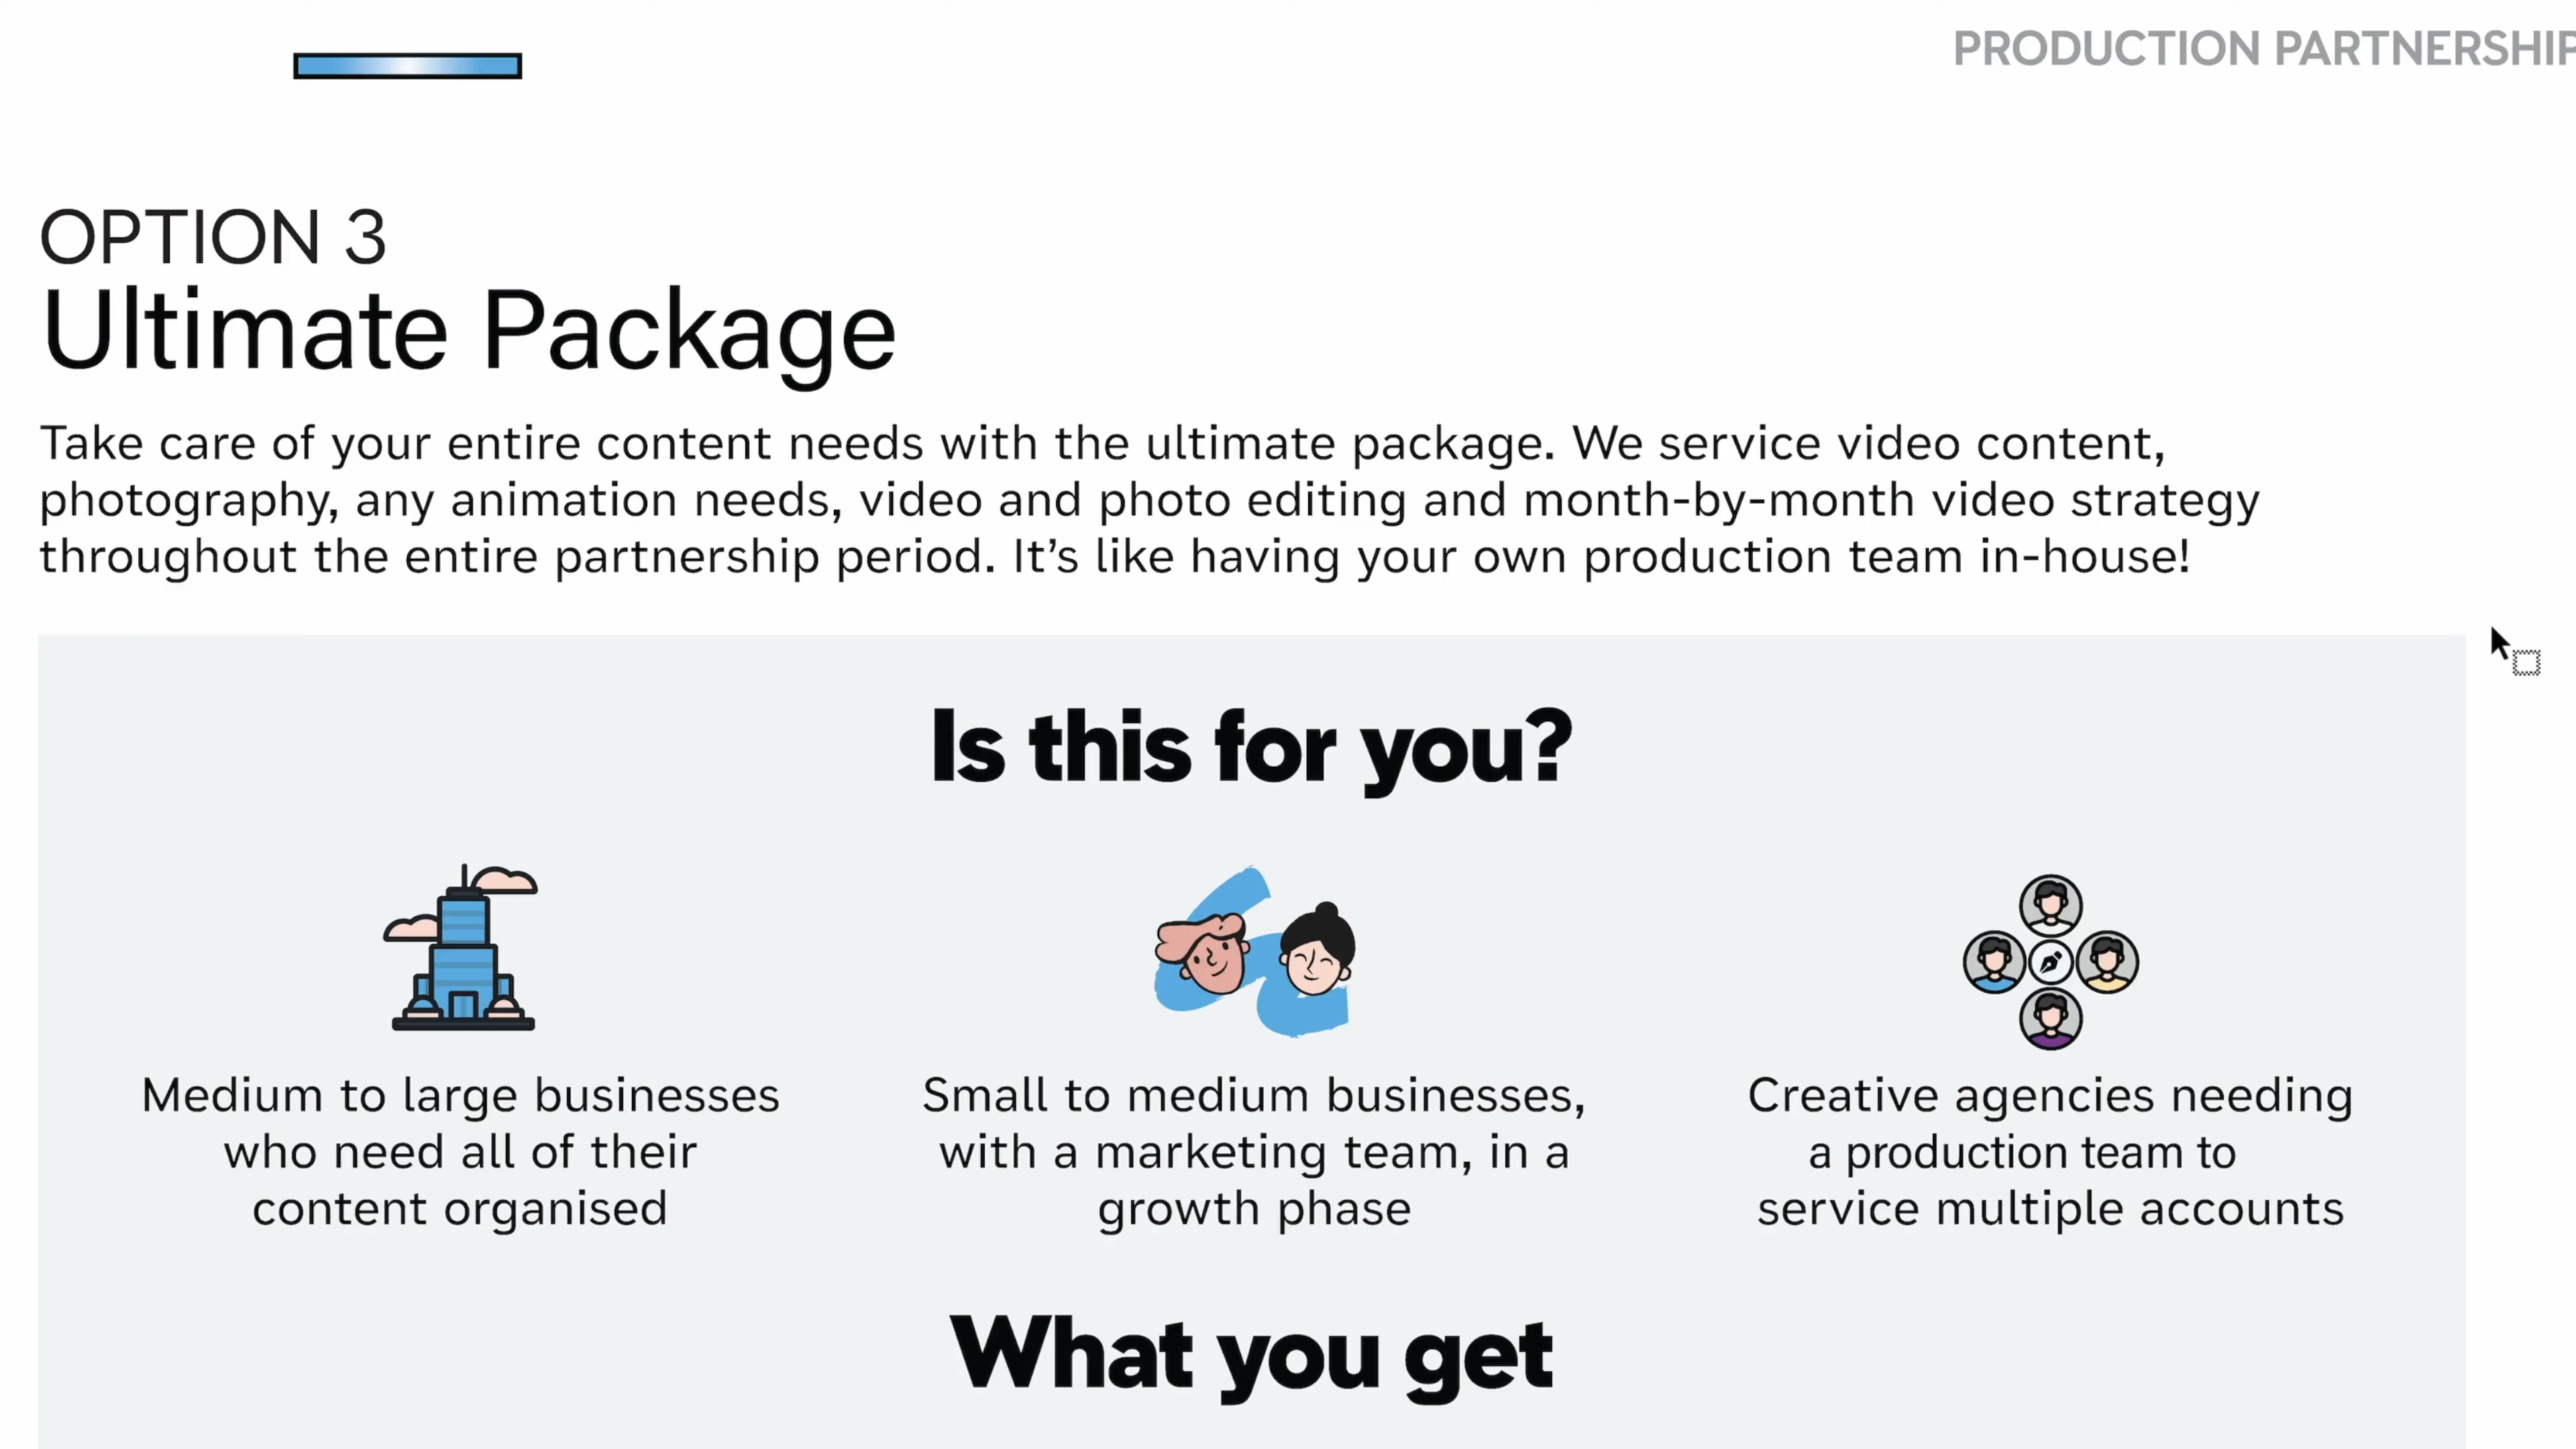 PRODUCTION PARTNERSHIP
OPTION 3
Ultimate Package
Take care of your entire content needs with the ultimate package. We service video content,
photography, any animation needs, video and photo editing and month-by-month video strategy
throughout the entire partnership period. It’s like having your own production team in-house!
Is this for you?
Medium to large businesses
who need all of their
content organised
Small to medium businesses,
with a marketing team, in a
growth phase
Creative agencies needing
a production team to
service multiple accounts
What you get